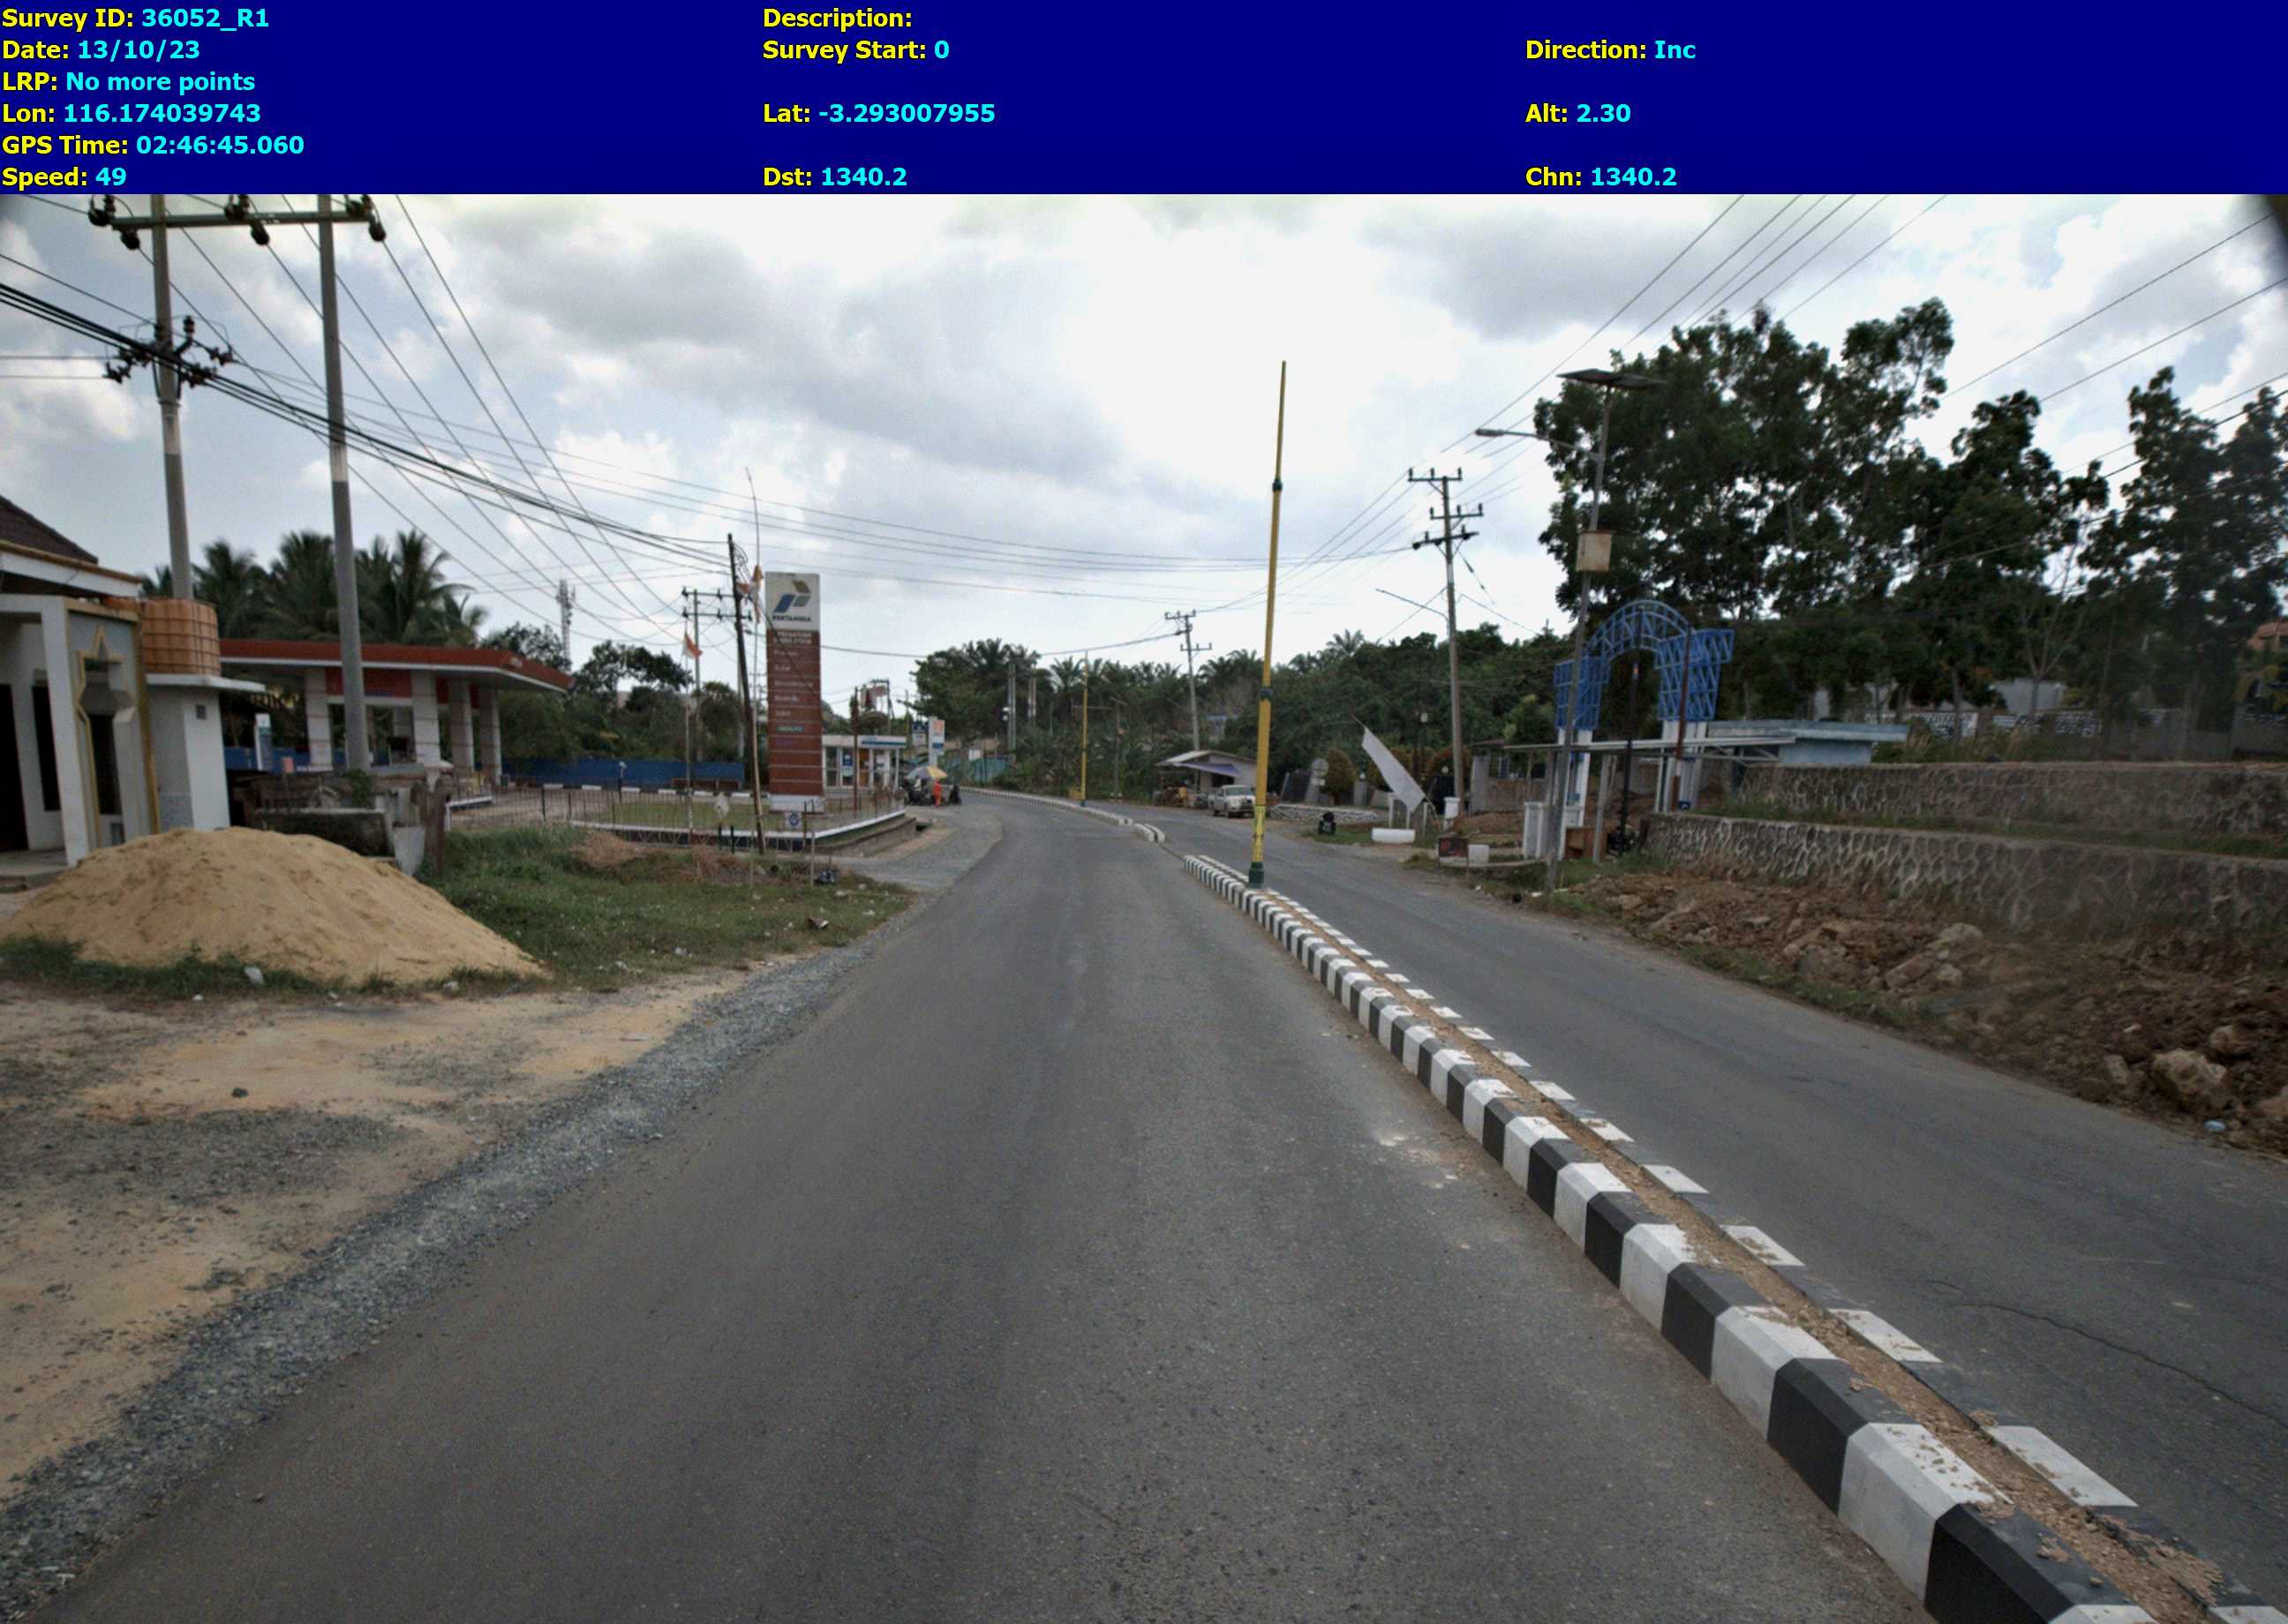 Survey ID: 36052_R1
Description:
Date: 13/10/23
Survey Start: 0
Direction: Inc
LRP: No more points
Lon: 116.174039743
Lat: -3.293007955
Alt: 2.30
GPS Time: 02:46:45.060
Speed: 49
Dst: 1340.2
Chn: 1340.2
PERTAMINA